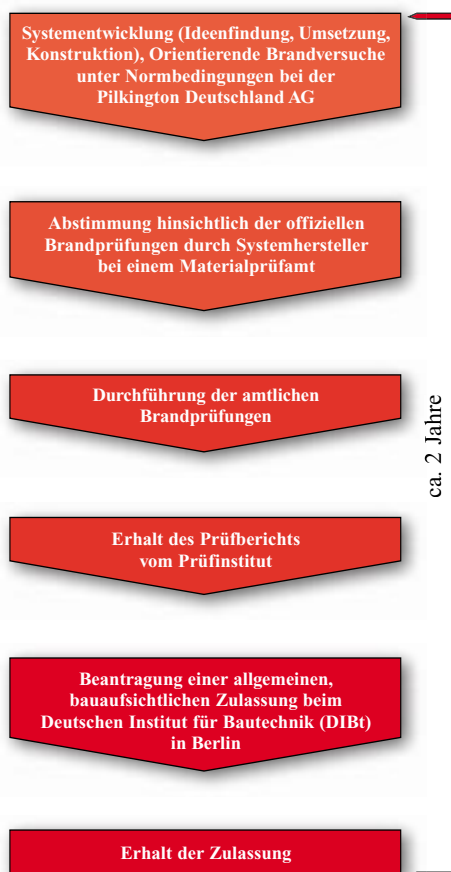 Systementwicklung (Ideenfindung, Umsetzung,
Konstruktion), Orientierende Brandversuche
unter Normbedingungen bei der
Pilkington Deutschland AG
Abstimmung hinsichtlich der offiziellen
Brandprüfungen durch Systemhersteller
bei einem Materialprüfamt
Durchführung der amtlichen
Brandprüfungen
ca. 2 Jahre
Erhalt des Prüfberichts
vom Prüfinstitut
Beantragung einer allgemeinen,
bauaufsichtlichen Zulassung beim
Deutschen Institut für Bautechnik (DIBt)
in Berlin
Erhalt der Zulassung